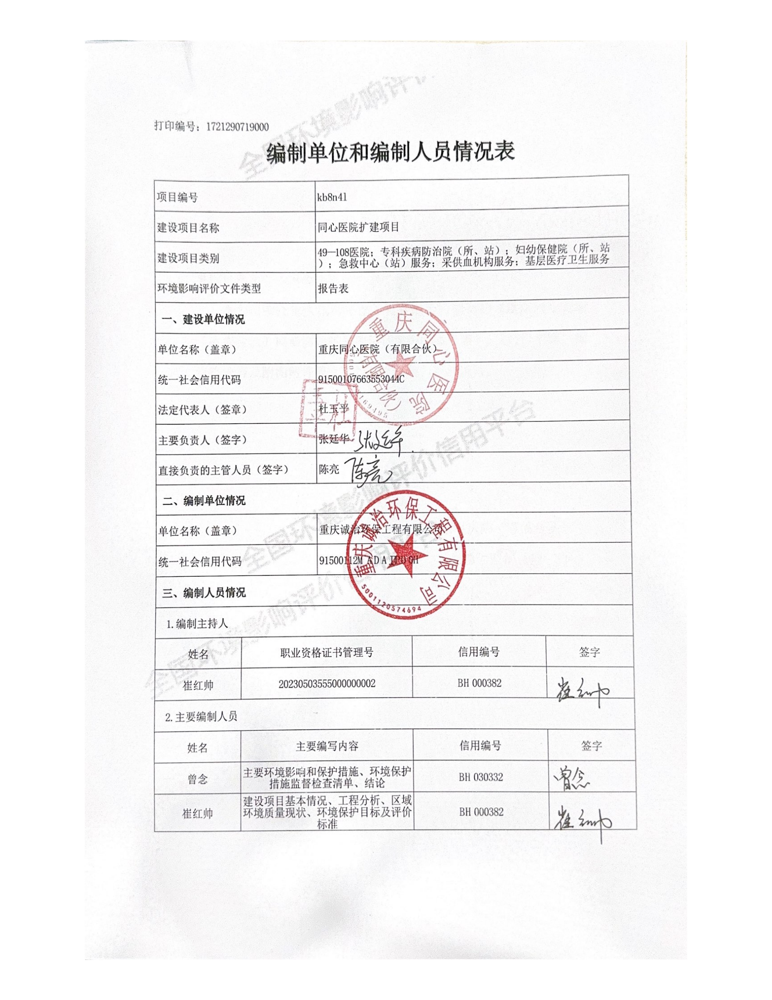 打印编号：1721290719000
编制单位和编制人员情况表
项目编号 kb8n4l
建设项目名称 同心医院扩建项目
建设项目类别 49—108医院；专科疾病防治院（所、站）；妇幼保健院（所、站
）；急救中心（站）服务；采供血机构服务；基层医疗卫生服务
环境影响评价文件类型 报告表
一、建设单位情况
单位名称（盖章） 重庆同心医院（有限合伙）
统一社会信用代码 91500107663553044C
法定代表人（签章） 杜玉平
主要负责人（签字） 张廷华 张廷华
直接负责的主管人员（签字） 陈亮 陈亮
重庆同心医院
（有限合伙）
杜玉平
二、编制单位情况
单位名称（盖章） 重庆诚治环保工程有限公司
统一社会信用代码
重庆诚治环保工程有限公司
5001120574694
三、编制人员情况
1.编制主持人
姓名 职业资格证书管理号 信用编号 签字
崔红帅 20230503555000000002 BH 000382 崔红帅
2.主要编制人员
姓名 主要编写内容 信用编号 签字
曾念 主要环境影响和保护措施、环境保护
措施监督检查清单、结论 BH 030332 曾念
崔红帅 建设项目基本情况、工程分析、区域
环境质量现状、环境保护目标及评价
标准 BH 000382 崔红帅
全国环境影响评价信用平台